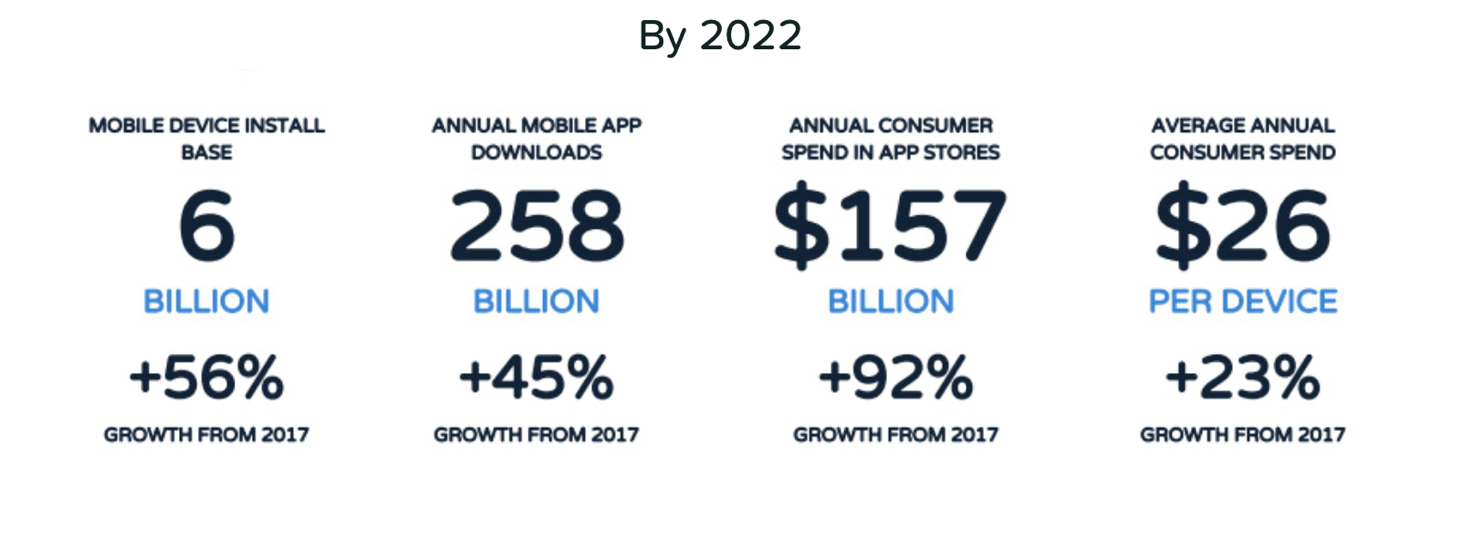 By 2022
MOBILE DEVICE INSTALL
BASE
6
BILLION
+56%
GROWTH FROM 2017
ANNUAL MOBILE APP
DOWNLOADS
258
BILLION
+45%
GROWTH FROM 2017
ANNUAL CONSUMER
SPEND IN APP STORES
$157
BILLION
+92%
GROWTH FROM 2017
AVERAGE ANNUAL
CONSUMER SPEND
$26
PER DEVICE
+23%
GROWTH FROM 2017